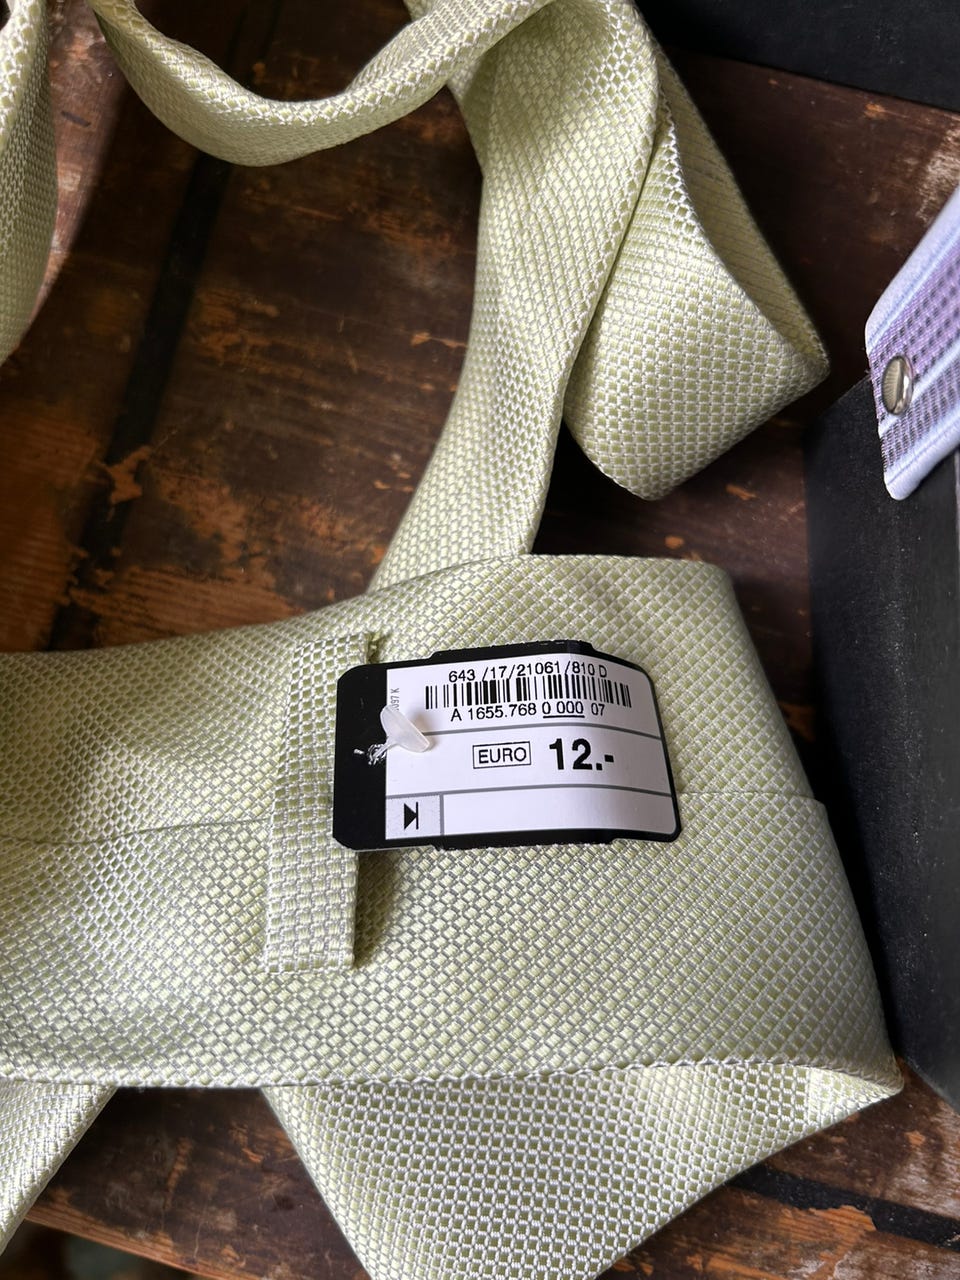 643 /17/21061/810 D
A 1655.768 0 000 07
EURO 12.-